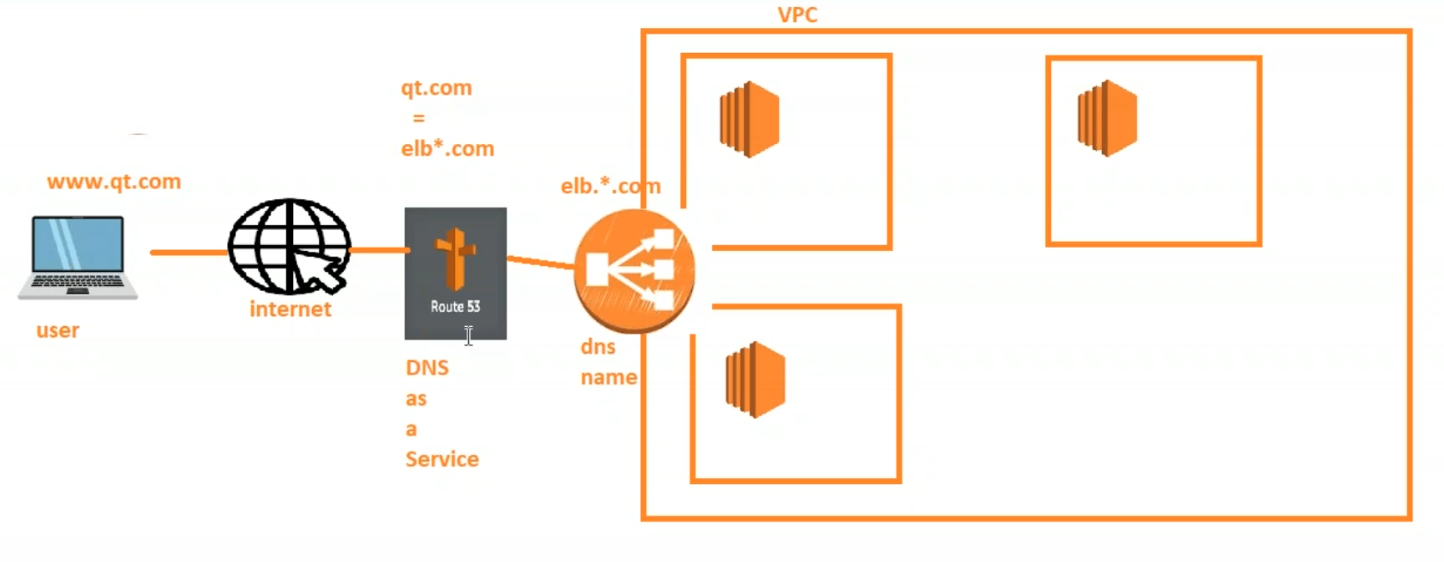 VPC
qt.com
=
elb*.com
www.qt.com
elb.*.com
Route 53
internet
user
dns
name
DNS
as
a
Service